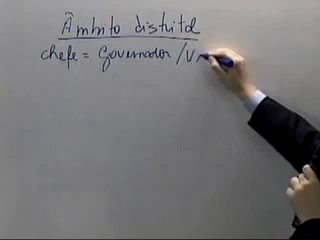 Âmbito distrital
chefe = Governador / V